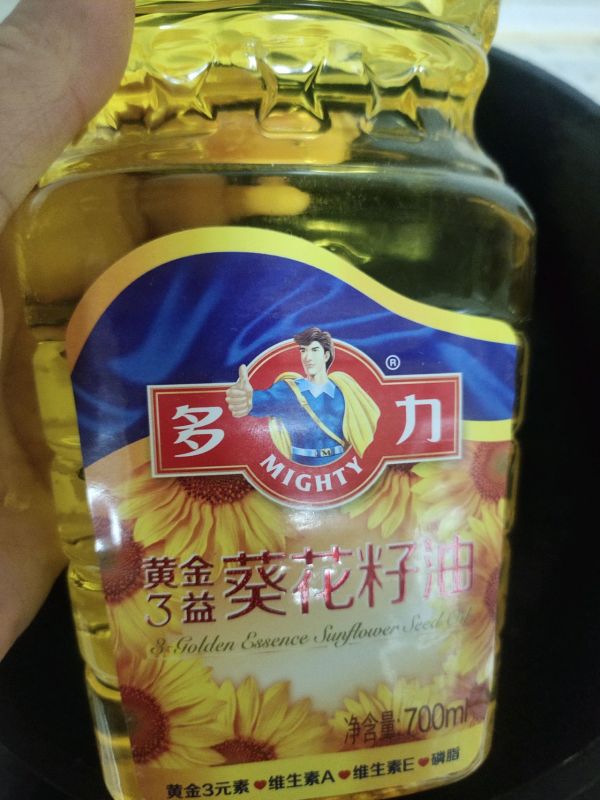 ®
多 力
MIGHTY
黄金
3益 葵花籽油
3× Golden Essence Sunflower Seed Oil
净含量:700ml
黄金3元素♥维生素A♥维生素E♥磷脂